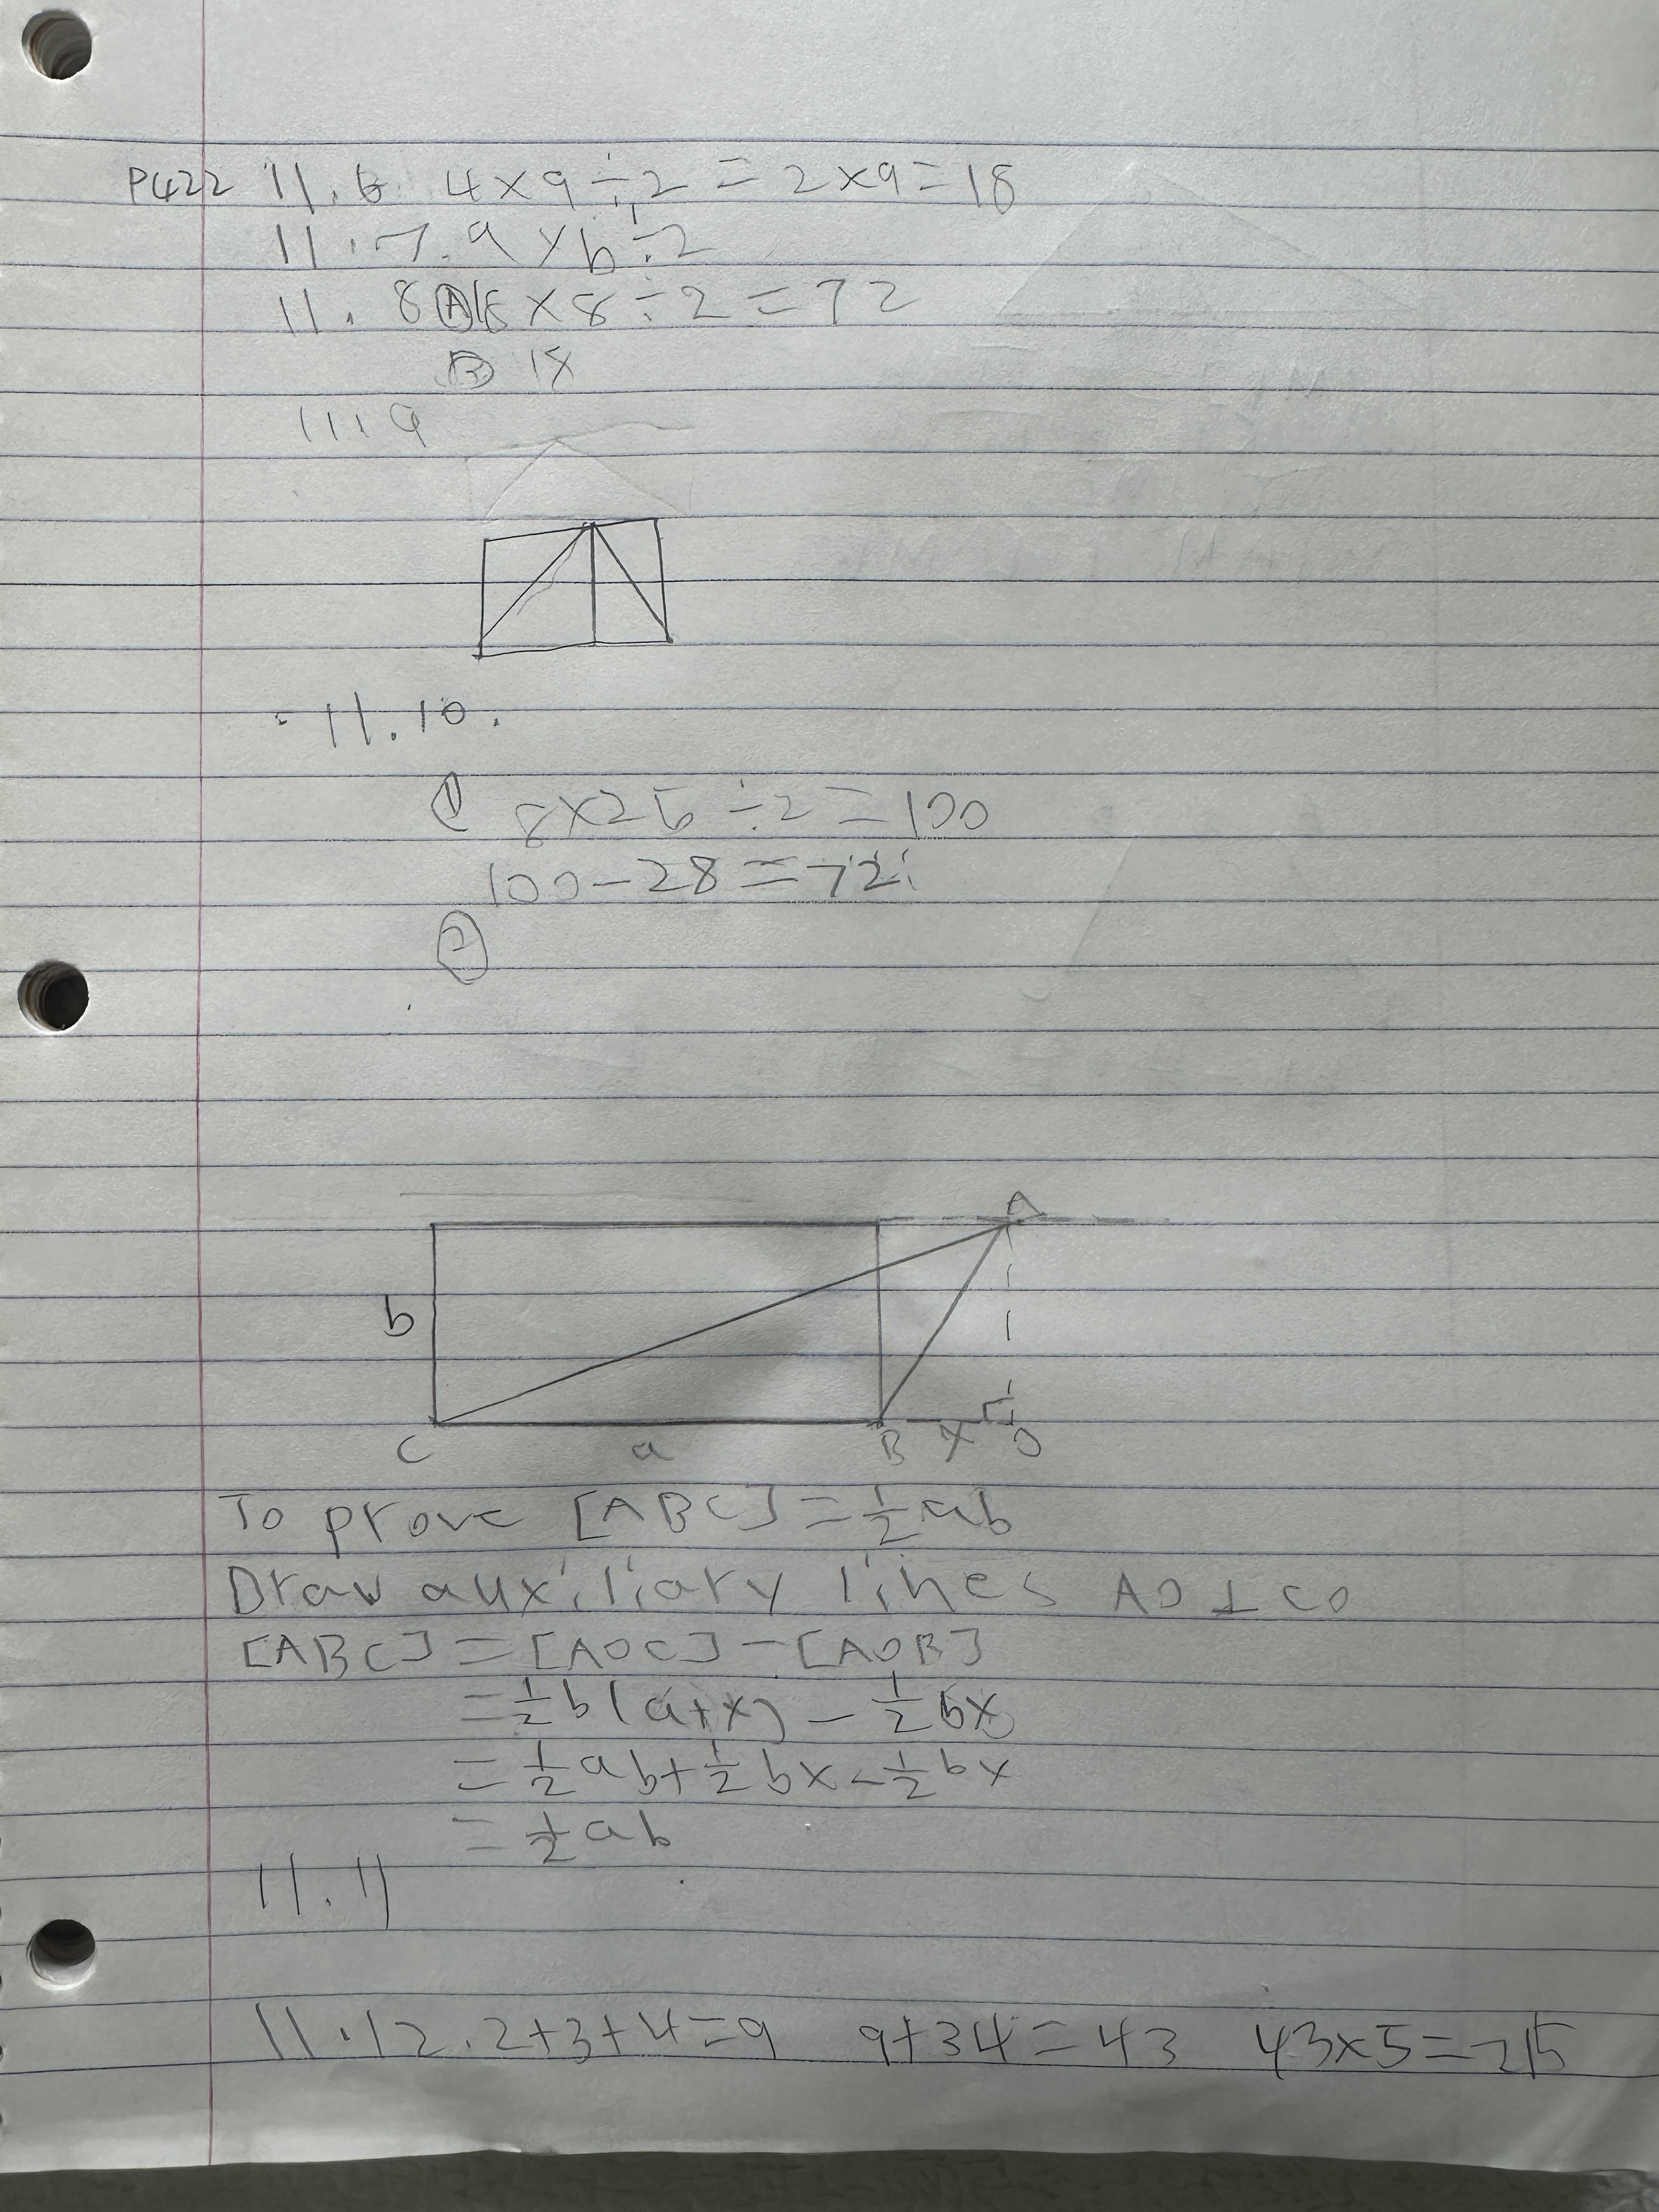 P422 11.6 4×9÷2=2×9=18
11.7. a×b÷2
11.8 Ⓐ 18×8÷2=72
Ⓑ 18
11.9
11.10.
① 8×25÷2=100
100-28=72
②
A
b
C a B x D
To prove [ABC]=½ab
Draw auxiliary lines AD⊥CD
[ABC]=[ADC]-[ADB]
=½b(a+x)-½bx
=½ab+½bx-½bx
=½ab
11.11
11.12. 2+3+4=9 9+34=43 43×5=215